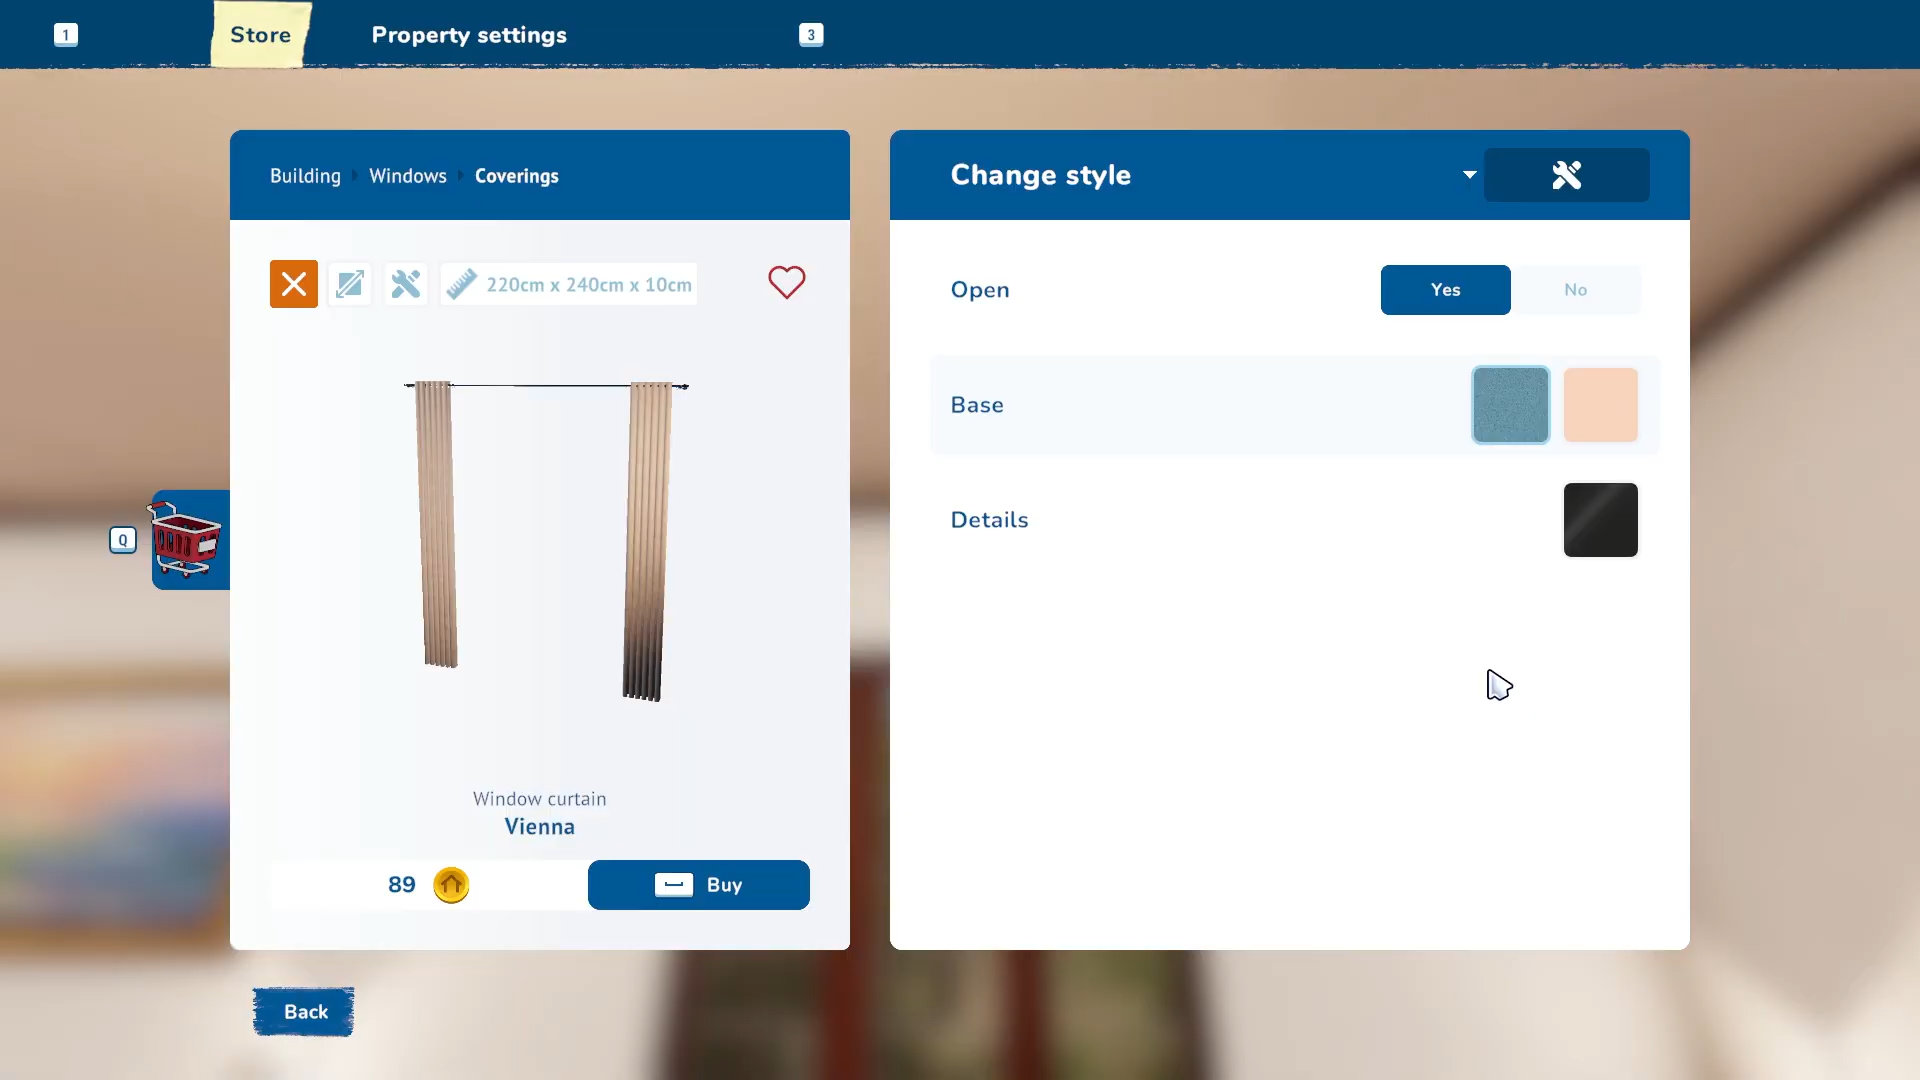 1
Store
Property settings
3
Building
Windows
Coverings
Change style
220cm x 240cm x 10cm
Open
Yes
No
Base
Details
Q
Window curtain
Vienna
89
Buy
Back